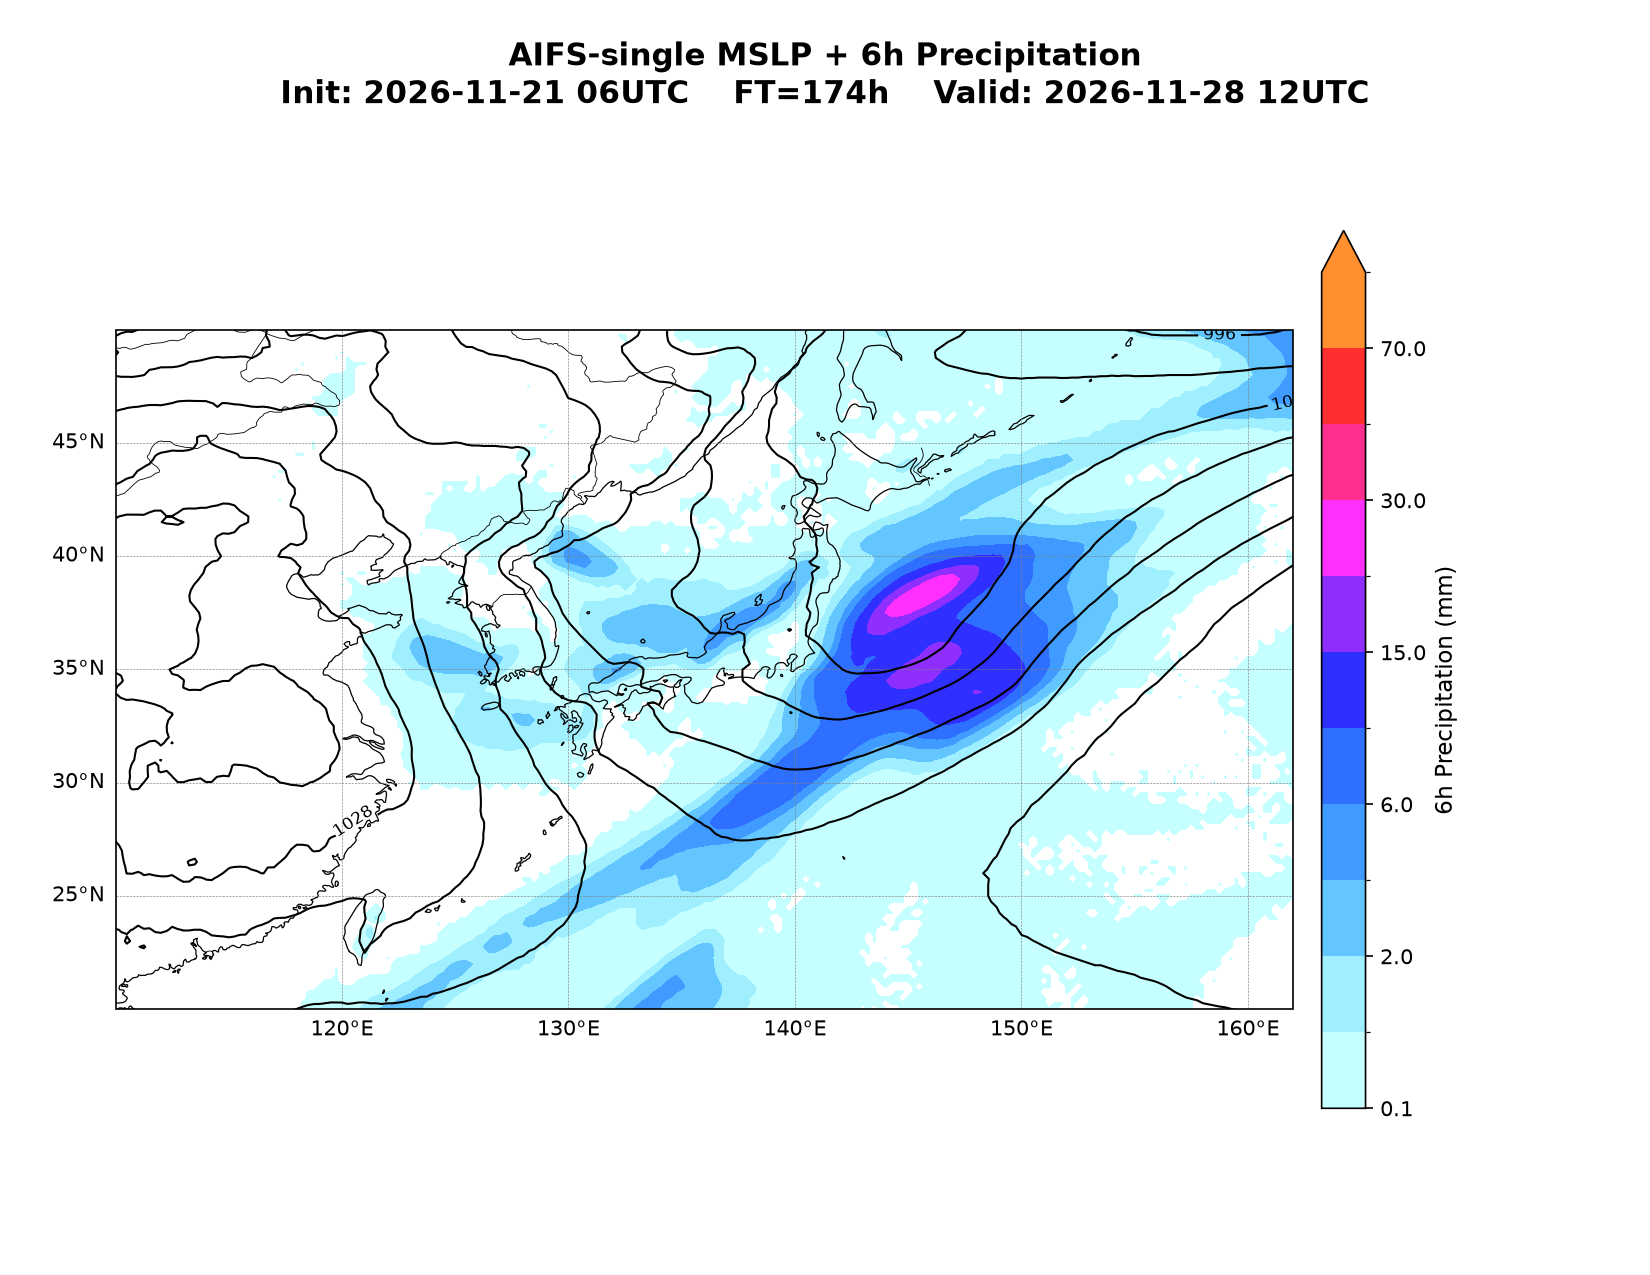 AIFS-single MSLP + 6h Precipitation
Init: 2026-11-21 06UTC    FT=174h    Valid: 2026-11-28 12UTC
996
10
45°N
40°N
35°N
30°N
25°N
1028
120°E
130°E
140°E
150°E
160°E
70.0
30.0
15.0
6.0
2.0
0.1
6h Precipitation (mm)